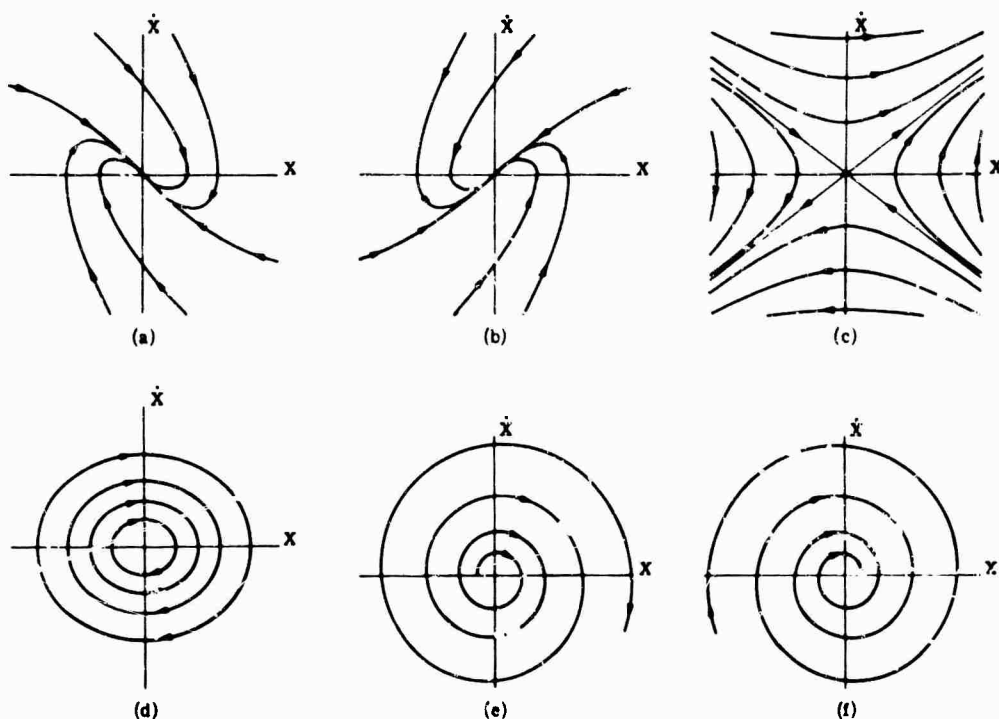 Ẋ Ẋ Ẋ
X X X
(a) (b) (c)
Ẋ Ẋ Ẋ
X X X
(d) (e) (f)